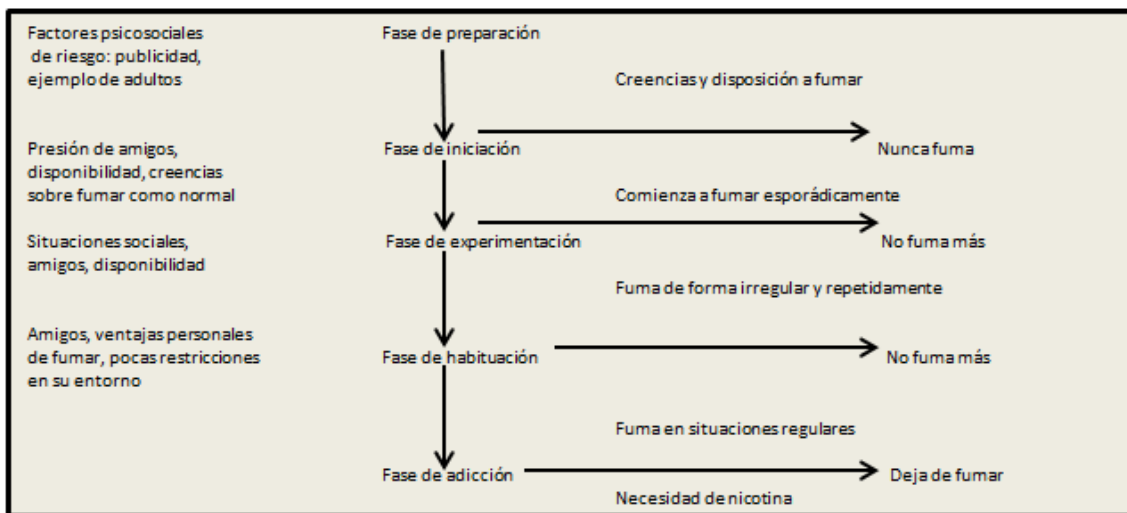 Factores psicosociales
de riesgo: publicidad,
ejemplo de adultos
Fase de preparación
Creencias y disposición a fumar
Presión de amigos,
disponibilidad, creencias
sobre fumar como normal
Fase de iniciación
Nunca fuma
Comienza a fumar esporádicamente
Situaciones sociales,
amigos, disponibilidad
Fase de experimentación
No fuma más
Fuma de forma irregular y repetidamente
Amigos, ventajas personales
de fumar, pocas restricciones
en su entorno
Fase de habituación
No fuma más
Fuma en situaciones regulares
Fase de adicción
Deja de fumar
Necesidad de nicotina